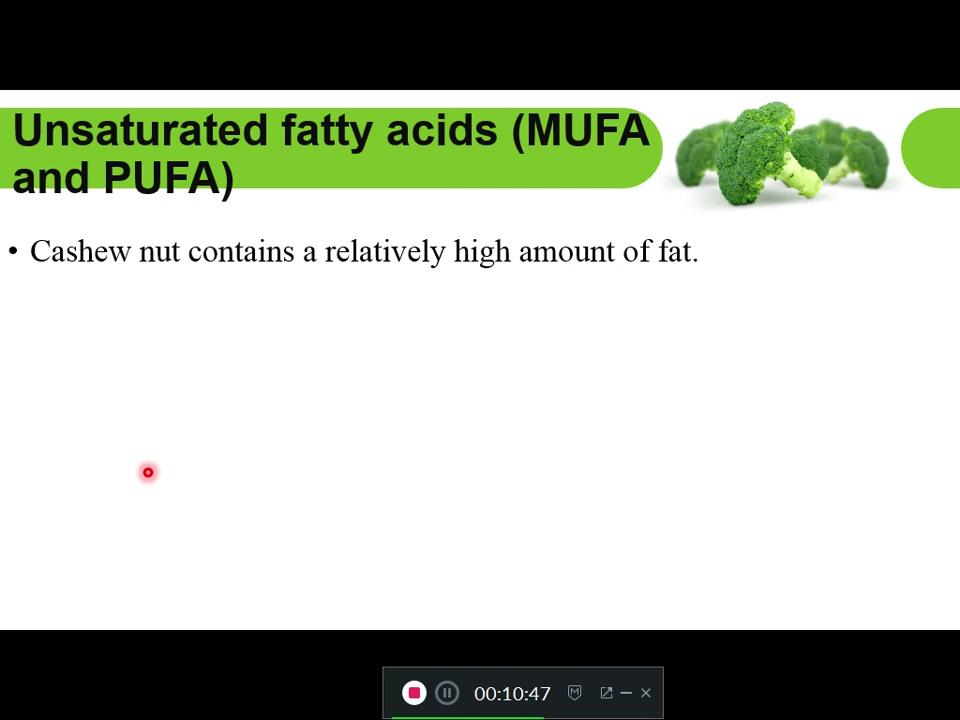 Unsaturated fatty acids (MUFA
and PUFA)
• Cashew nut contains a relatively high amount of fat.
00:10:47